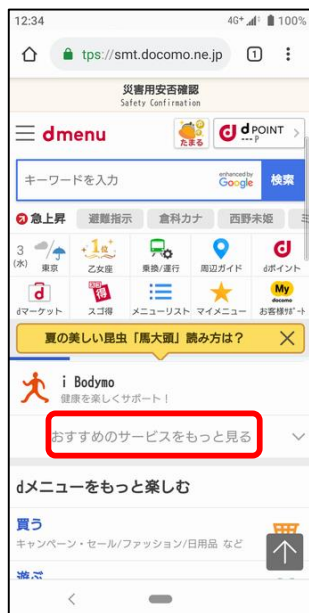 12:34 4G+ 100%
tps://smt.docomo.ne.jp 1
災害用安否確認
Safety Confirmation
dmenu たまる d POINT
---P
キーワードを入力 enhanced by Google 検索
急上昇 避難指示 倉科カナ 西野未姫
3 (水) 東京 1位 乙女座 乗換/運行 周辺ガイド d dポイント
d dマーケット スゴ得 メニューリスト マイメニュー My docomo お客様サポート
夏の美しい昆虫「馬大頭」読み方は?
i Bodymo
健康を楽しくサポート!
おすすめのサービスをもっと見る
dメニューをもっと楽しむ
買う
キャンペーン・セール/ファッション/日用品 など
遊ぶ